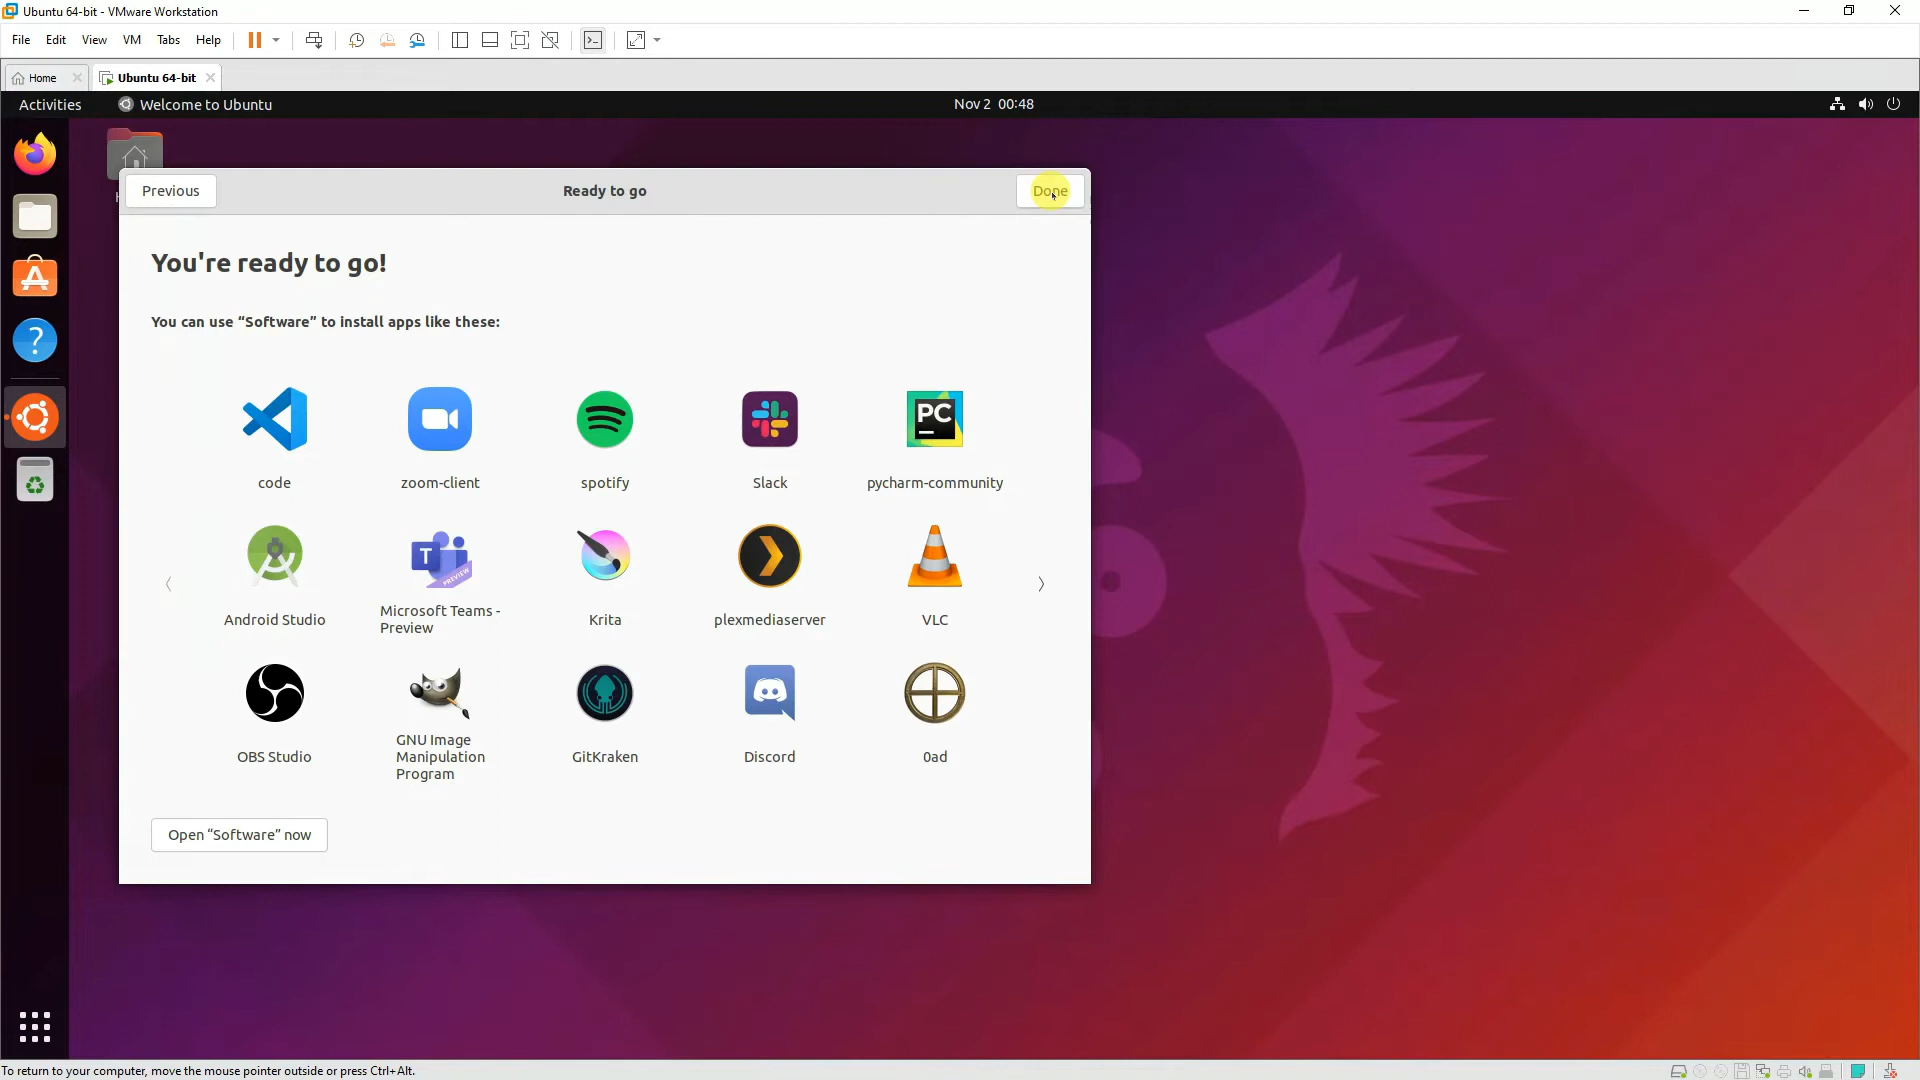 Ubuntu 64-bit - VMware Workstation
File Edit View VM Tabs Help
Home Ubuntu 64-bit
Activities Welcome to Ubuntu Nov 2 00:48
Previous Ready to go Done
You're ready to go!
You can use “Software” to install apps like these:
PC
code zoom-client spotify Slack pycharm-community
T
PREVIEW
Android Studio Microsoft Teams - Preview Krita plexmediaserver VLC
OBS Studio GNU Image Manipulation Program GitKraken Discord 0ad
Open “Software” now
To return to your computer, move the mouse pointer outside or press Ctrl+Alt.